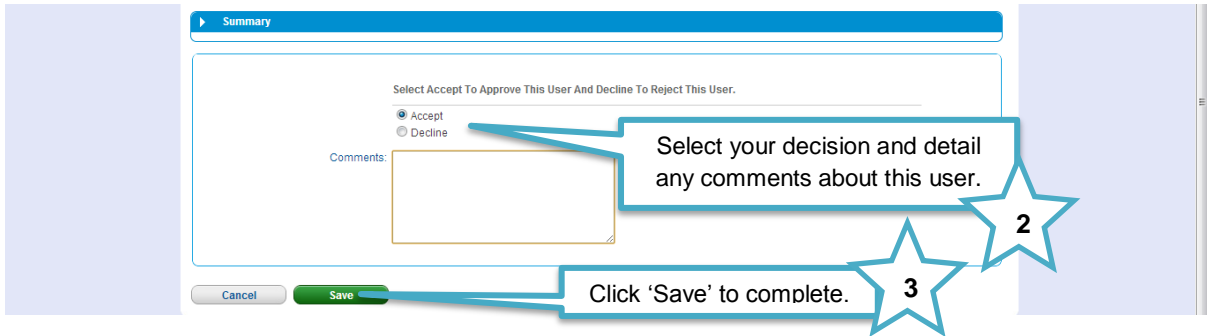 Summary
Select Accept To Approve This User And Decline To Reject This User.
Accept
Decline
Comments:
Select your decision and detail
any comments about this user.
2
Cancel
Save
Click ‘Save’ to complete.
3